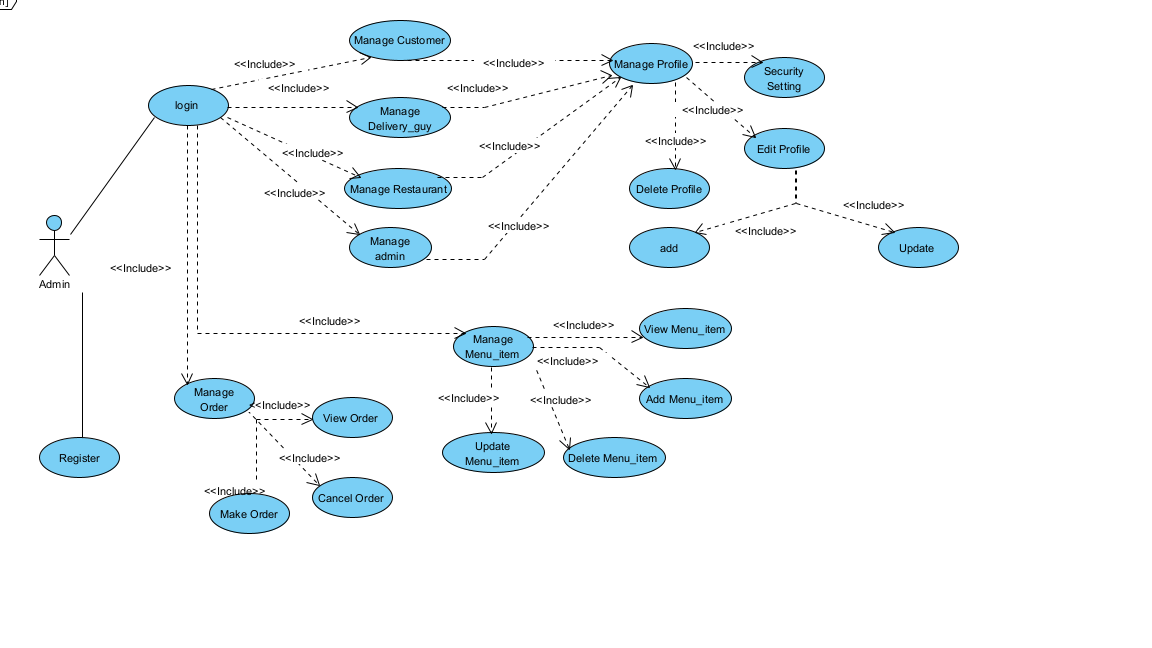 n]
Manage Customer
<<Include>>
<<Include>>
<<Include>>
Manage Profile
Security
Setting
login
<<Include>>
<<Include>>
Manage
Delivery_guy
<<Include>>
<<Include>>
<<Include>>
<<Include>>
Edit Profile
<<Include>>
Manage Restaurant
Delete Profile
<<Include>>
<<Include>>
<<Include>>
<<Include>>
Manage
admin
add
Update
Admin
<<Include>>
<<Include>>
<<Include>>
View Menu_item
Manage
Menu_item
<<Include>>
Manage
Order
<<Include>>
<<Include>>
<<Include>>
Add Menu_item
View Order
Register
<<Include>>
Update
Menu_item
Delete Menu_item
<<Include>>
Cancel Order
Make Order